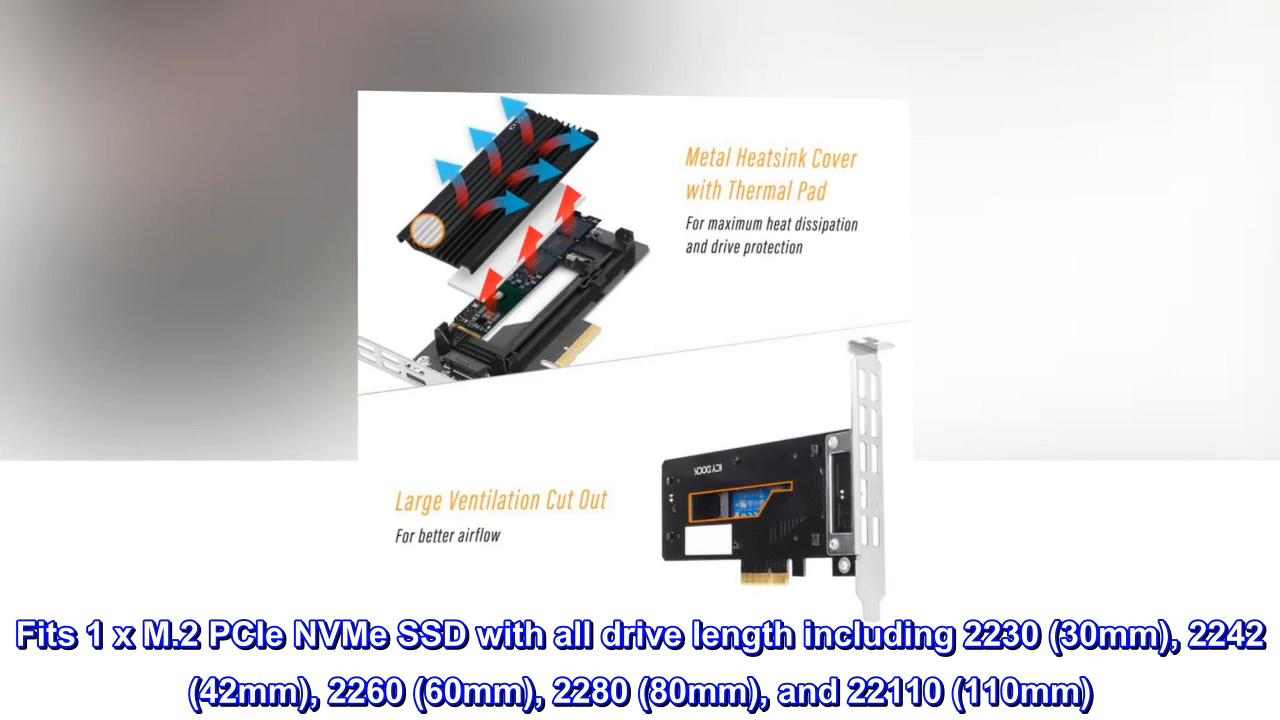 Metal Heatsink Cover
with Thermal Pad
For maximum heat dissipation
and drive protection
Large Ventilation Cut Out
For better airflow
ICY DOCK
Fits 1 x M.2 PCIe NVMe SSD with all drive length including 2230 (30mm), 2242
(42mm), 2260 (60mm), 2280 (80mm), and 22110 (110mm)